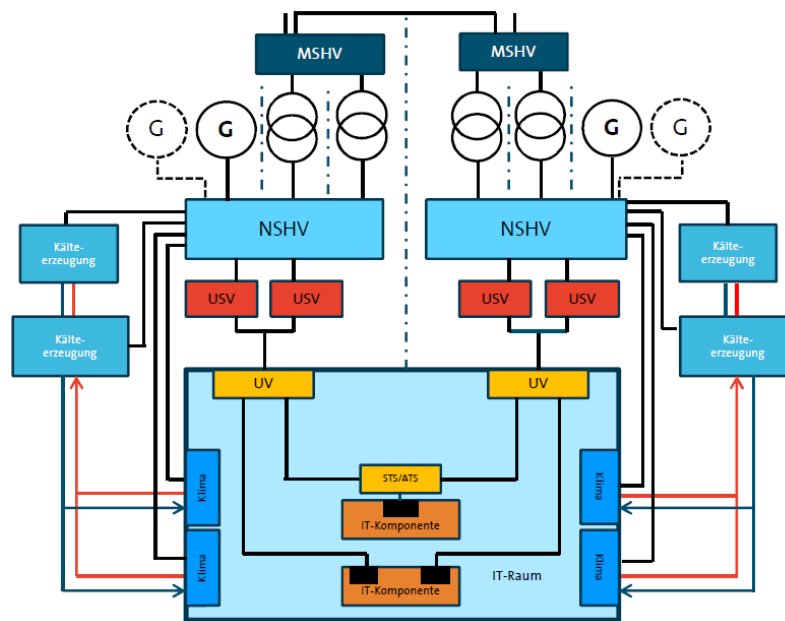 MSHV
MSHV
G
G
G
G
NSHV
NSHV
Kälte-
erzeugung
Kälte-
erzeugung
USV
USV
USV
USV
Kälte-
erzeugung
Kälte-
erzeugung
UV
UV
Klima
STS/ATS
Klima
IT-Komponente
Klima
IT-Raum
Klima
IT-Komponente